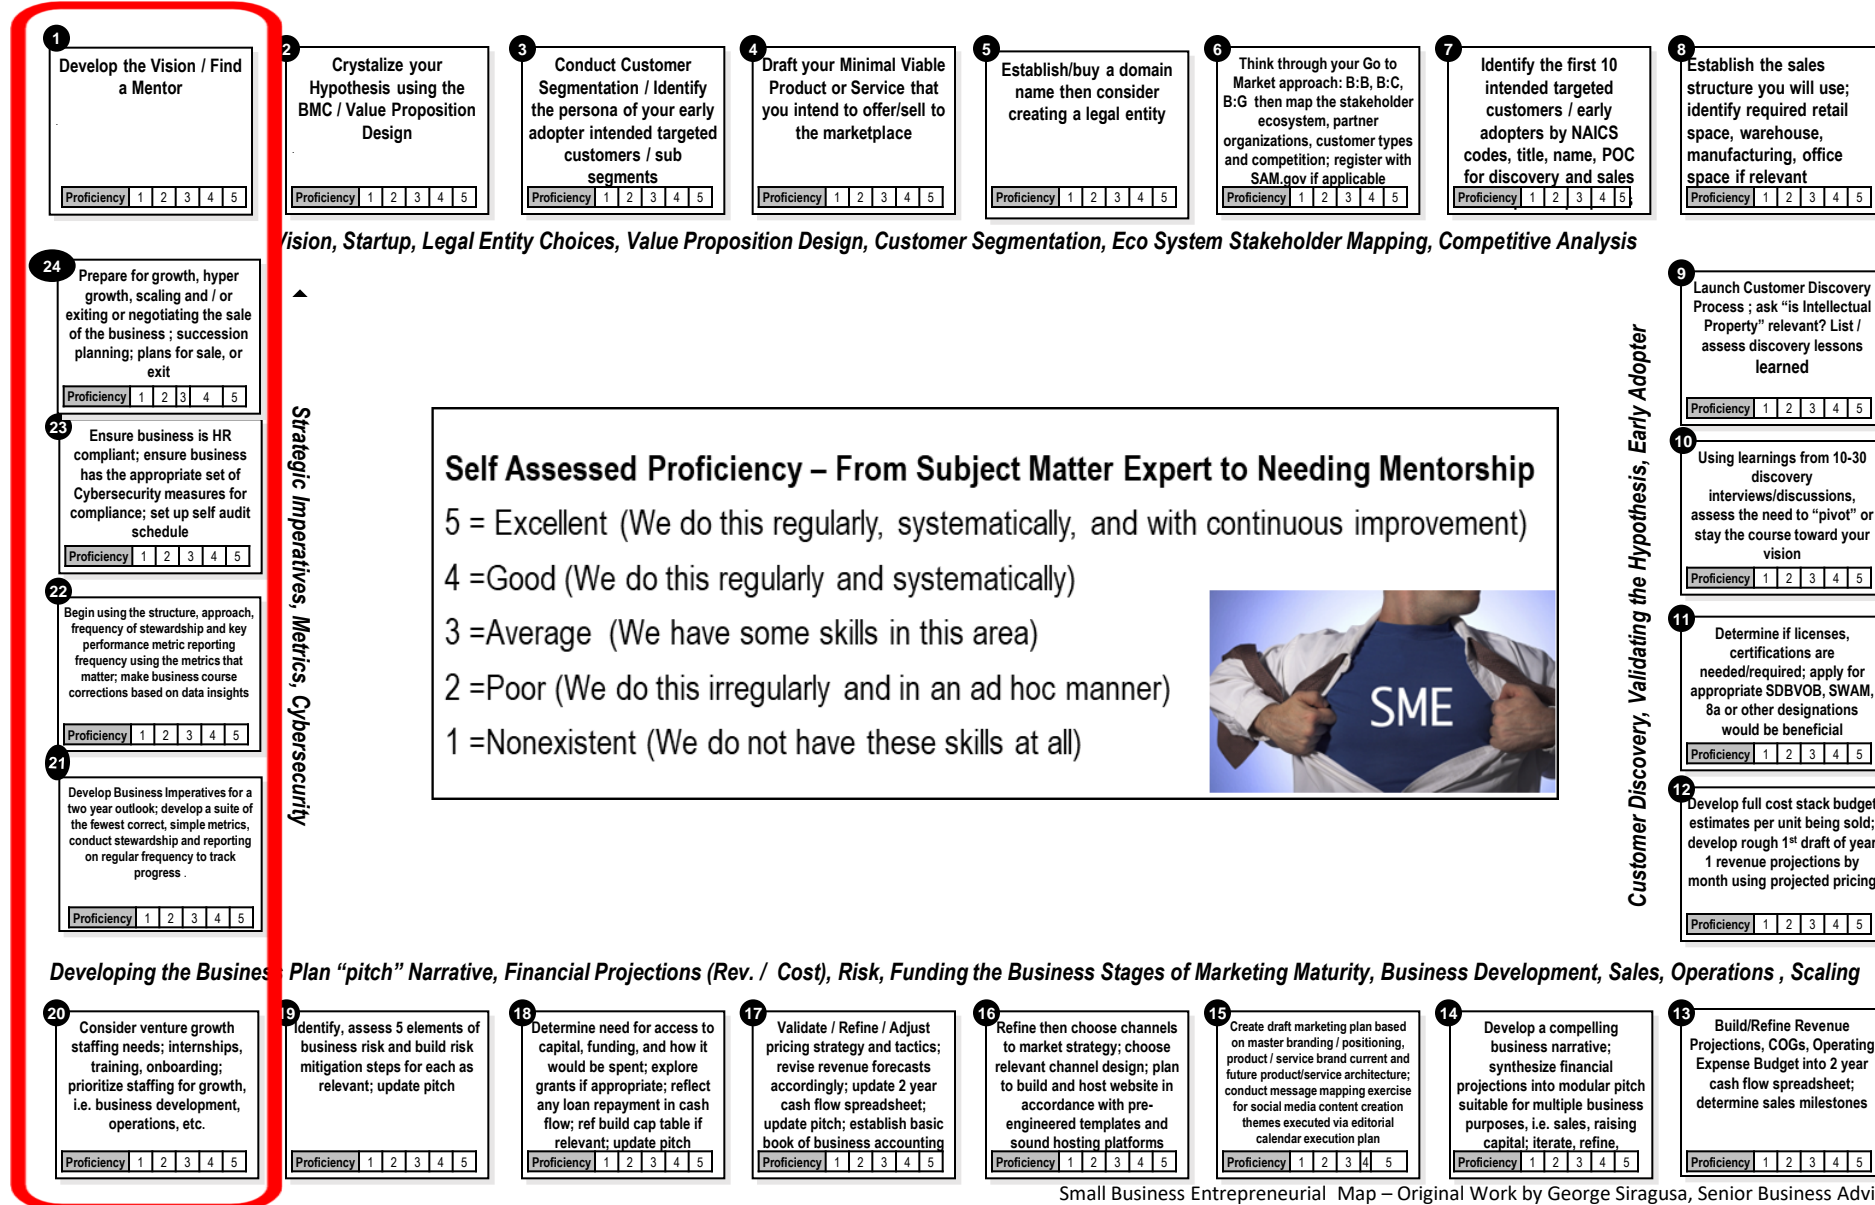 1
Develop the Vision / Find
a Mentor
.
Proficiency 1 2 3 4 5
2
Crystalize your
Hypothesis using the
BMC / Value Proposition
Design
.
Proficiency 1 2 3 4 5
3
Conduct Customer
Segmentation / Identify
the persona of your early
adopter intended targeted
customers / sub
segments
Proficiency 1 2 3 4 5
4
Draft your Minimal Viable
Product or Service that
you intend to offer/sell to
the marketplace
Proficiency 1 2 3 4 5
5
Establish/buy a domain
name then consider
creating a legal entity
Proficiency 1 2 3 4 5
6
Think through your Go to
Market approach: B:B, B:C,
B:G then map the stakeholder
ecosystem, partner
organizations, customer types
and competition; register with
SAM.gov if applicable
Proficiency 1 2 3 4 5
7
Identify the first 10
intended targeted
customers / early
adopters by NAICS
codes, title, name, POC
for discovery and sales
Proficiency 1 2 3 4 5
8
Establish the sales
structure you will use;
identify required retail
space, warehouse,
manufacturing, office
space if relevant
Proficiency 1 2 3 4 5
Vision, Startup, Legal Entity Choices, Value Proposition Design, Customer Segmentation, Eco System Stakeholder Mapping, Competitive Analysis
24
Prepare for growth, hyper
growth, scaling and / or
exiting or negotiating the sale
of the business ; succession
planning; plans for sale, or
exit
Proficiency 1 2 3 4 5
23
Ensure business is HR
compliant; ensure business
has the appropriate set of
Cybersecurity measures for
compliance; set up self audit
schedule
Proficiency 1 2 3 4 5
22
Begin using the structure, approach,
frequency of stewardship and key
performance metric reporting
frequency using the metrics that
matter; make business course
corrections based on data insights
Proficiency 1 2 3 4 5
21
Develop Business Imperatives for a
two year outlook; develop a suite of
the fewest correct, simple metrics,
conduct stewardship and reporting
on regular frequency to track
progress .
Proficiency 1 2 3 4 5
Strategic Imperatives, Metrics, Cybersecurity
Self Assessed Proficiency – From Subject Matter Expert to Needing Mentorship
5 = Excellent (We do this regularly, systematically, and with continuous improvement)
4 =Good (We do this regularly and systematically)
3 =Average (We have some skills in this area)
2 =Poor (We do this irregularly and in an ad hoc manner)
1 =Nonexistent (We do not have these skills at all)
SME
Customer Discovery, Validating the Hypothesis, Early Adopter
9
Launch Customer Discovery
Process ; ask “is Intellectual
Property” relevant? List /
assess discovery lessons
learned
Proficiency 1 2 3 4 5
10
Using learnings from 10-30
discovery
interviews/discussions,
assess the need to “pivot” or
stay the course toward your
vision
Proficiency 1 2 3 4 5
11
Determine if licenses,
certifications are
needed/required; apply for
appropriate SDBVOB, SWAM,
8a or other designations
would be beneficial
Proficiency 1 2 3 4 5
12
Develop full cost stack budget
estimates per unit being sold;
develop rough 1st draft of year
1 revenue projections by
month using projected pricing
Proficiency 1 2 3 4 5
Developing the Business Plan “pitch” Narrative, Financial Projections (Rev. / Cost), Risk, Funding the Business Stages of Marketing Maturity, Business Development, Sales, Operations , Scaling
20
Consider venture growth
staffing needs; internships,
training, onboarding;
prioritize staffing for growth,
i.e. business development,
operations, etc.
Proficiency 1 2 3 4 5
19
Identify, assess 5 elements of
business risk and build risk
mitigation steps for each as
relevant; update pitch
Proficiency 1 2 3 4 5
18
Determine need for access to
capital, funding, and how it
would be spent; explore
grants if appropriate; reflect
any loan repayment in cash
flow; ref build cap table if
relevant; update pitch
Proficiency 1 2 3 4 5
17
Validate / Refine / Adjust
pricing strategy and tactics;
revise revenue forecasts
accordingly; update 2 year
cash flow spreadsheet;
update pitch; establish basic
book of business accounting
Proficiency 1 2 3 4 5
16
Refine then choose channels
to market strategy; choose
relevant channel design; plan
to build and host website in
accordance with pre-
engineered templates and
sound hosting platforms
Proficiency 1 2 3 4 5
15
Create draft marketing plan based
on master branding / positioning,
product / service brand current and
future product/service architecture;
conduct message mapping exercise
for social media content creation
themes executed via editorial
calendar execution plan
Proficiency 1 2 3 4 5
14
Develop a compelling
business narrative;
synthesize financial
projections into modular pitch
suitable for multiple business
purposes, i.e. sales, raising
capital; iterate, refine,
Proficiency 1 2 3 4 5
13
Build/Refine Revenue
Projections, COGs, Operating
Expense Budget into 2 year
cash flow spreadsheet;
determine sales milestones
Proficiency 1 2 3 4 5
Small Business Entrepreneurial Map – Original Work by George Siragusa, Senior Business Advi